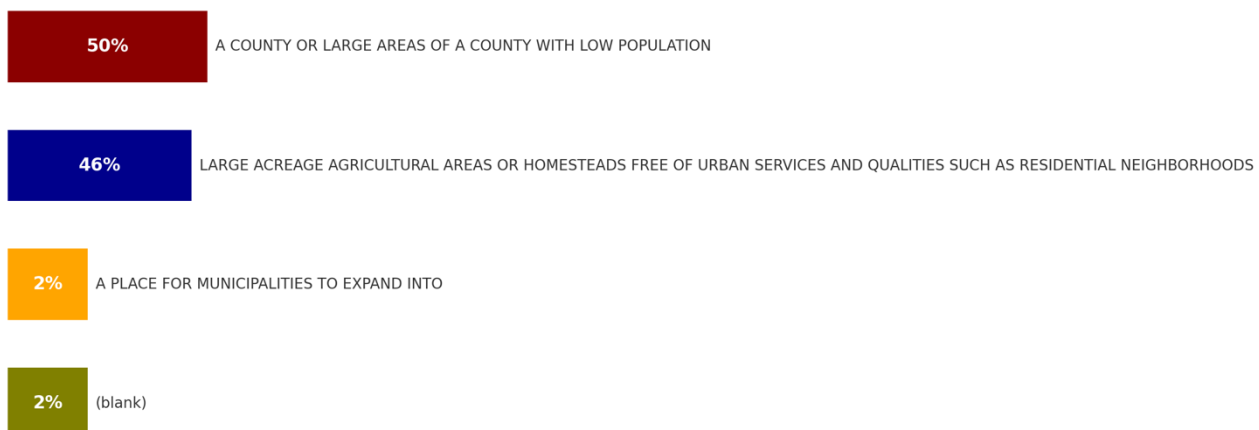 50% A COUNTY OR LARGE AREAS OF A COUNTY WITH LOW POPULATION
46% LARGE ACREAGE AGRICULTURAL AREAS OR HOMESTEADS FREE OF URBAN SERVICES AND QUALITIES SUCH AS RESIDENTIAL NEIGHBORHOODS
2% A PLACE FOR MUNICIPALITIES TO EXPAND INTO
2% (blank)